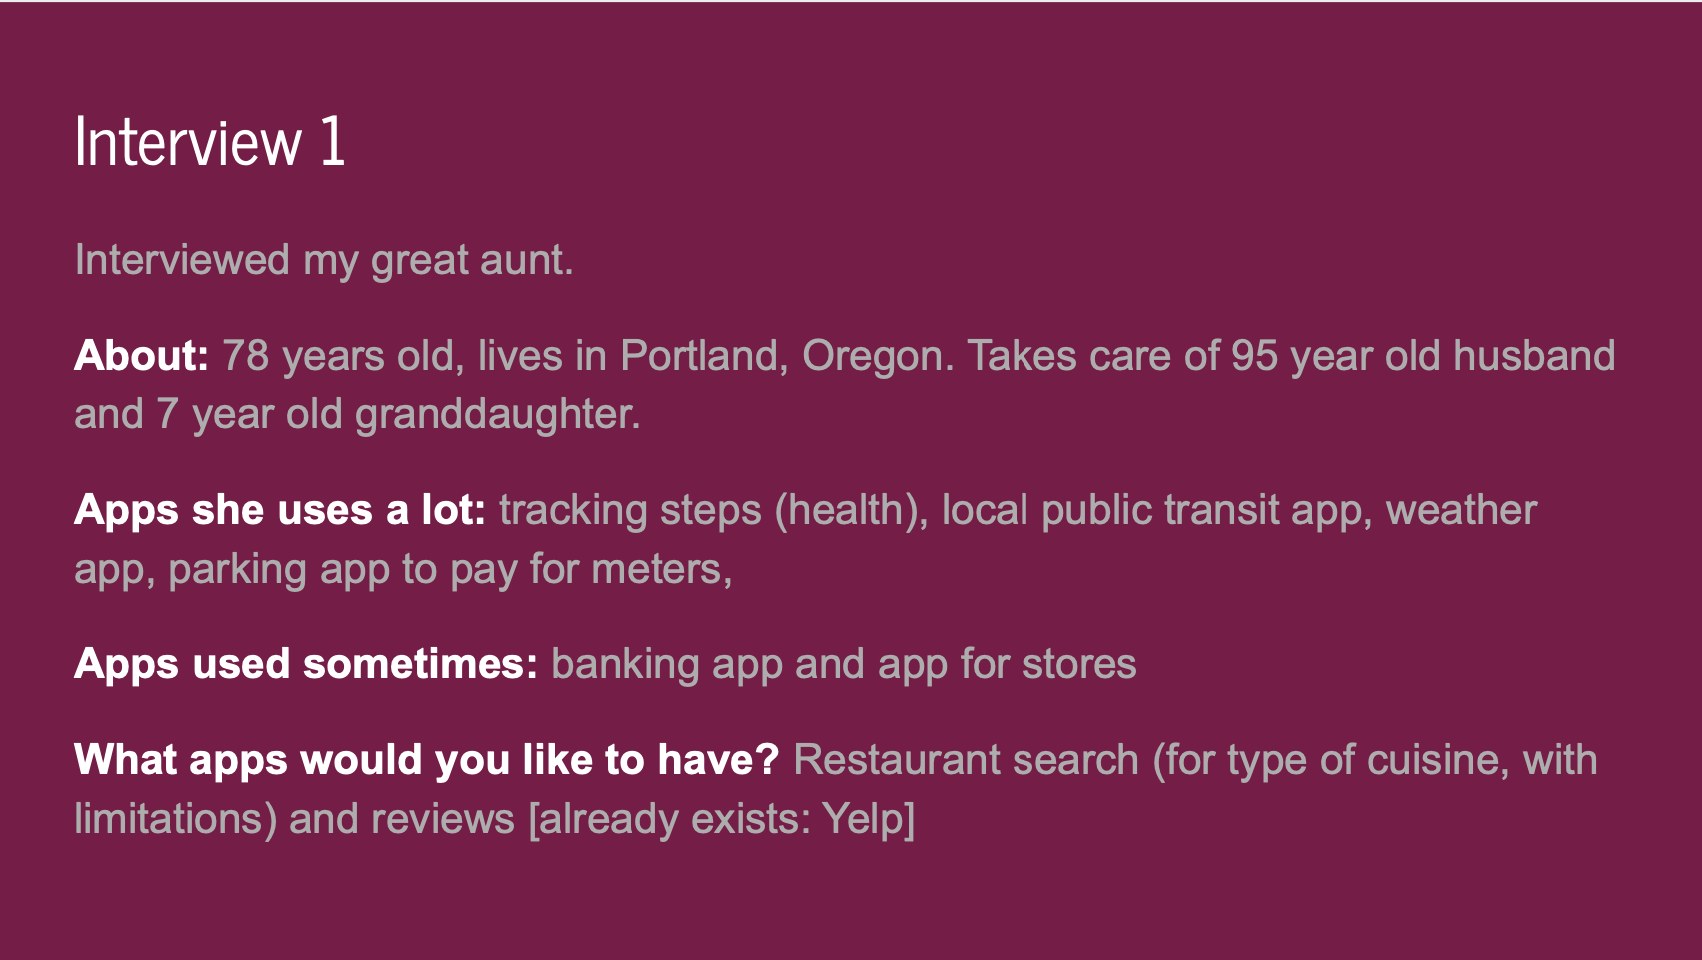 Interview 1
Interviewed my great aunt.
About: 78 years old, lives in Portland, Oregon. Takes care of 95 year old husband
and 7 year old granddaughter.
Apps she uses a lot: tracking steps (health), local public transit app, weather
app, parking app to pay for meters,
Apps used sometimes: banking app and app for stores
What apps would you like to have? Restaurant search (for type of cuisine, with
limitations) and reviews [already exists: Yelp]